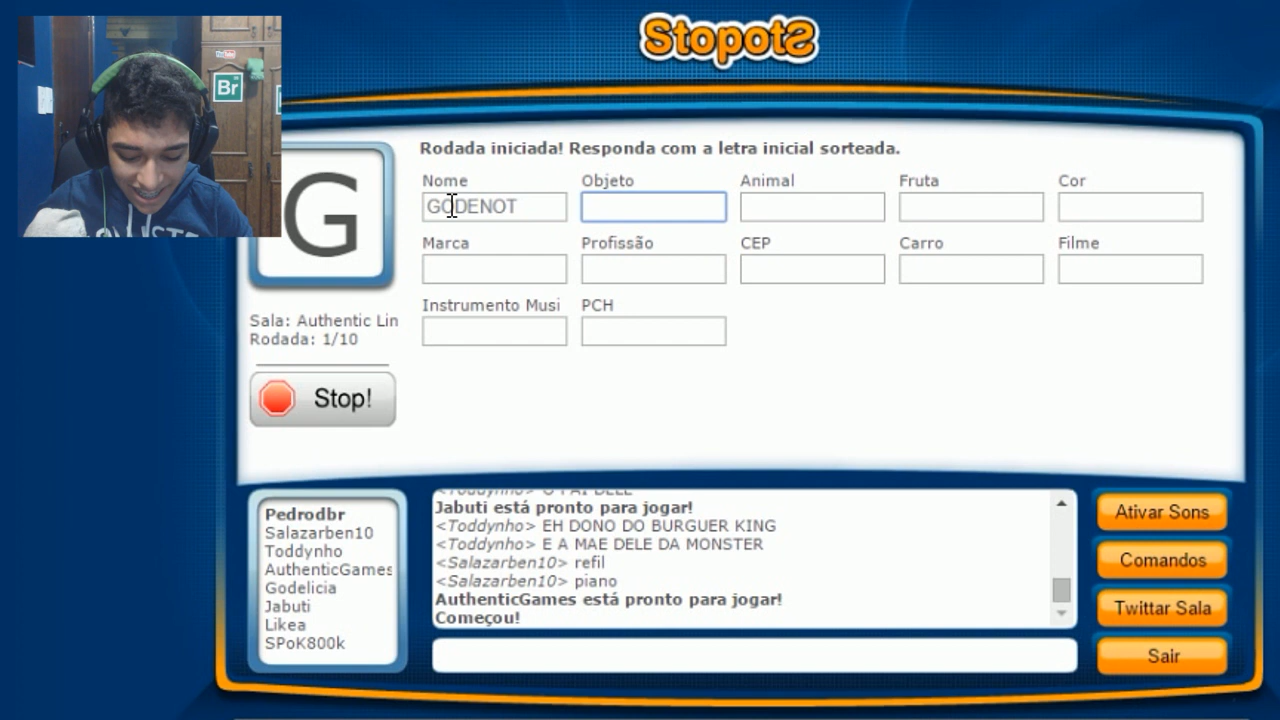 Stopots
Br
G
Rodada iniciada! Responda com a letra inicial sorteada.
Nome Objeto Animal Fruta Cor
GODENOT
Marca Profissão CEP Carro Filme
Instrumento Musi PCH
Sala: Authentic Lin
Rodada: 1/10
Stop!
Pedrodbr
Salazarben10
Toddynho
AuthenticGames
Godelicia
Jabuti
Likea
SPoK800k
<Toddynho> O PAI DELE
Jabuti está pronto para jogar!
<Toddynho> EH DONO DO BURGUER KING
<Toddynho> E A MAE DELE DA MONSTER
<Salazarben10> refil
<Salazarben10> piano
AuthenticGames está pronto para jogar!
Começou!
Ativar Sons
Comandos
Twittar Sala
Sair